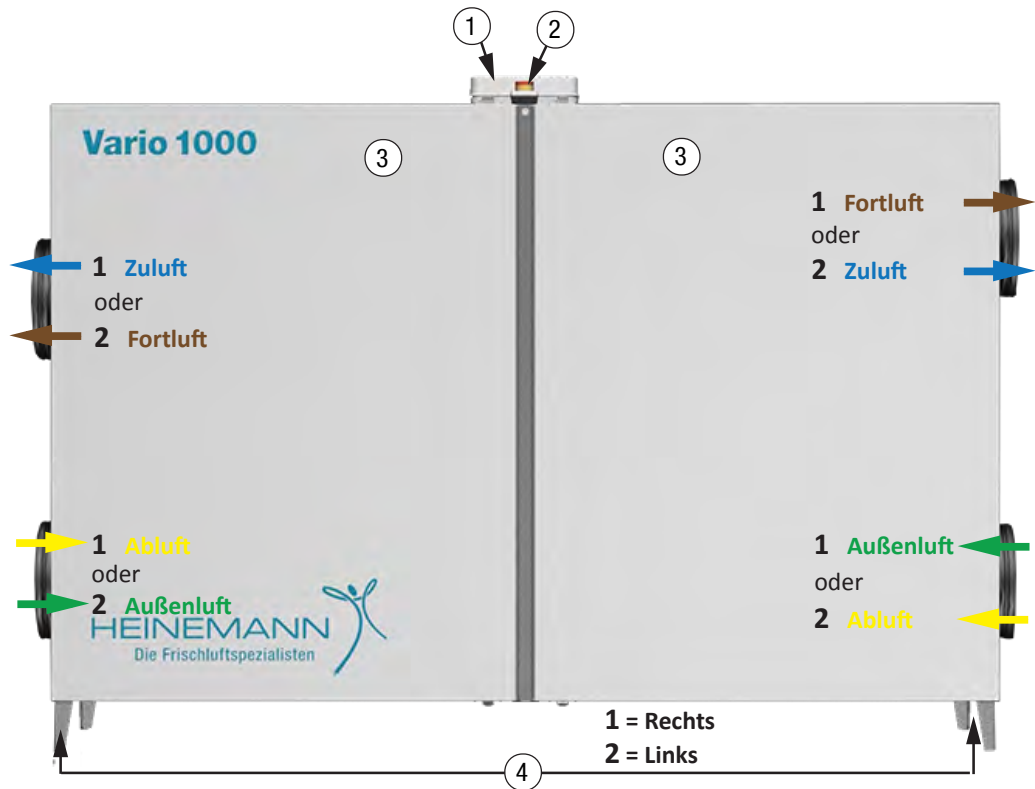 1
2
Vario 1000
3
3
1 Fortluft
oder
2 Zuluft
1 Zuluft
oder
2 Fortluft
1 Abluft
oder
2 Außenluft
1 Außenluft
oder
2 Abluft
HEINEMANN
Die Frischluftspezialisten
1 = Rechts
2 = Links
4